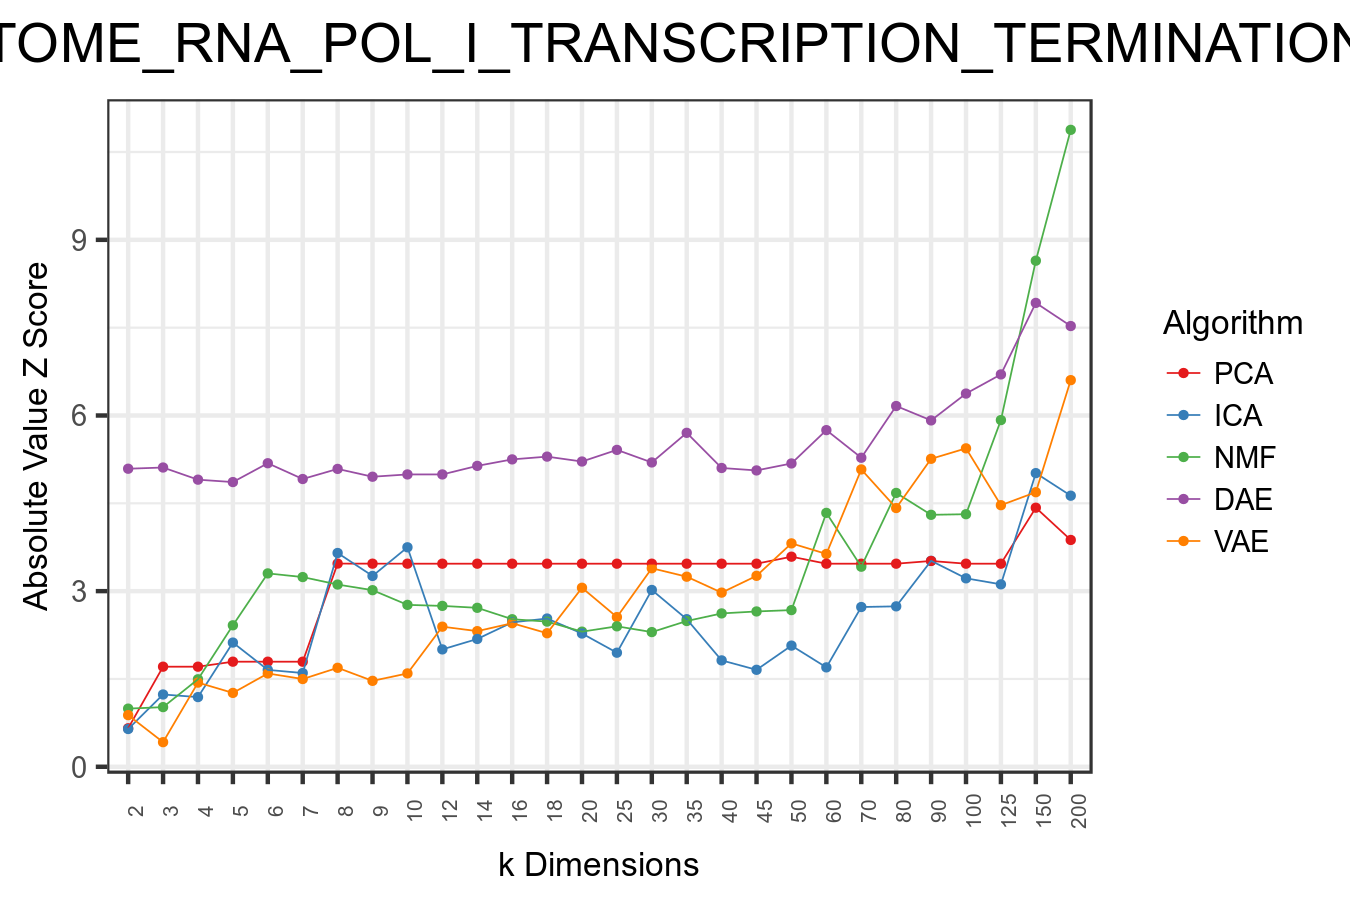 TOME_RNA_POL_I_TRANSCRIPTION_TERMINATION
9
6
3
0
Absolute Value Z Score
2 3 4 5 6 7 8 9 10 12 14 16 18 20 25 30 35 40 45 50 60 70 80 90 100 125 150 200
k Dimensions
Algorithm
PCA
ICA
NMF
DAE
VAE